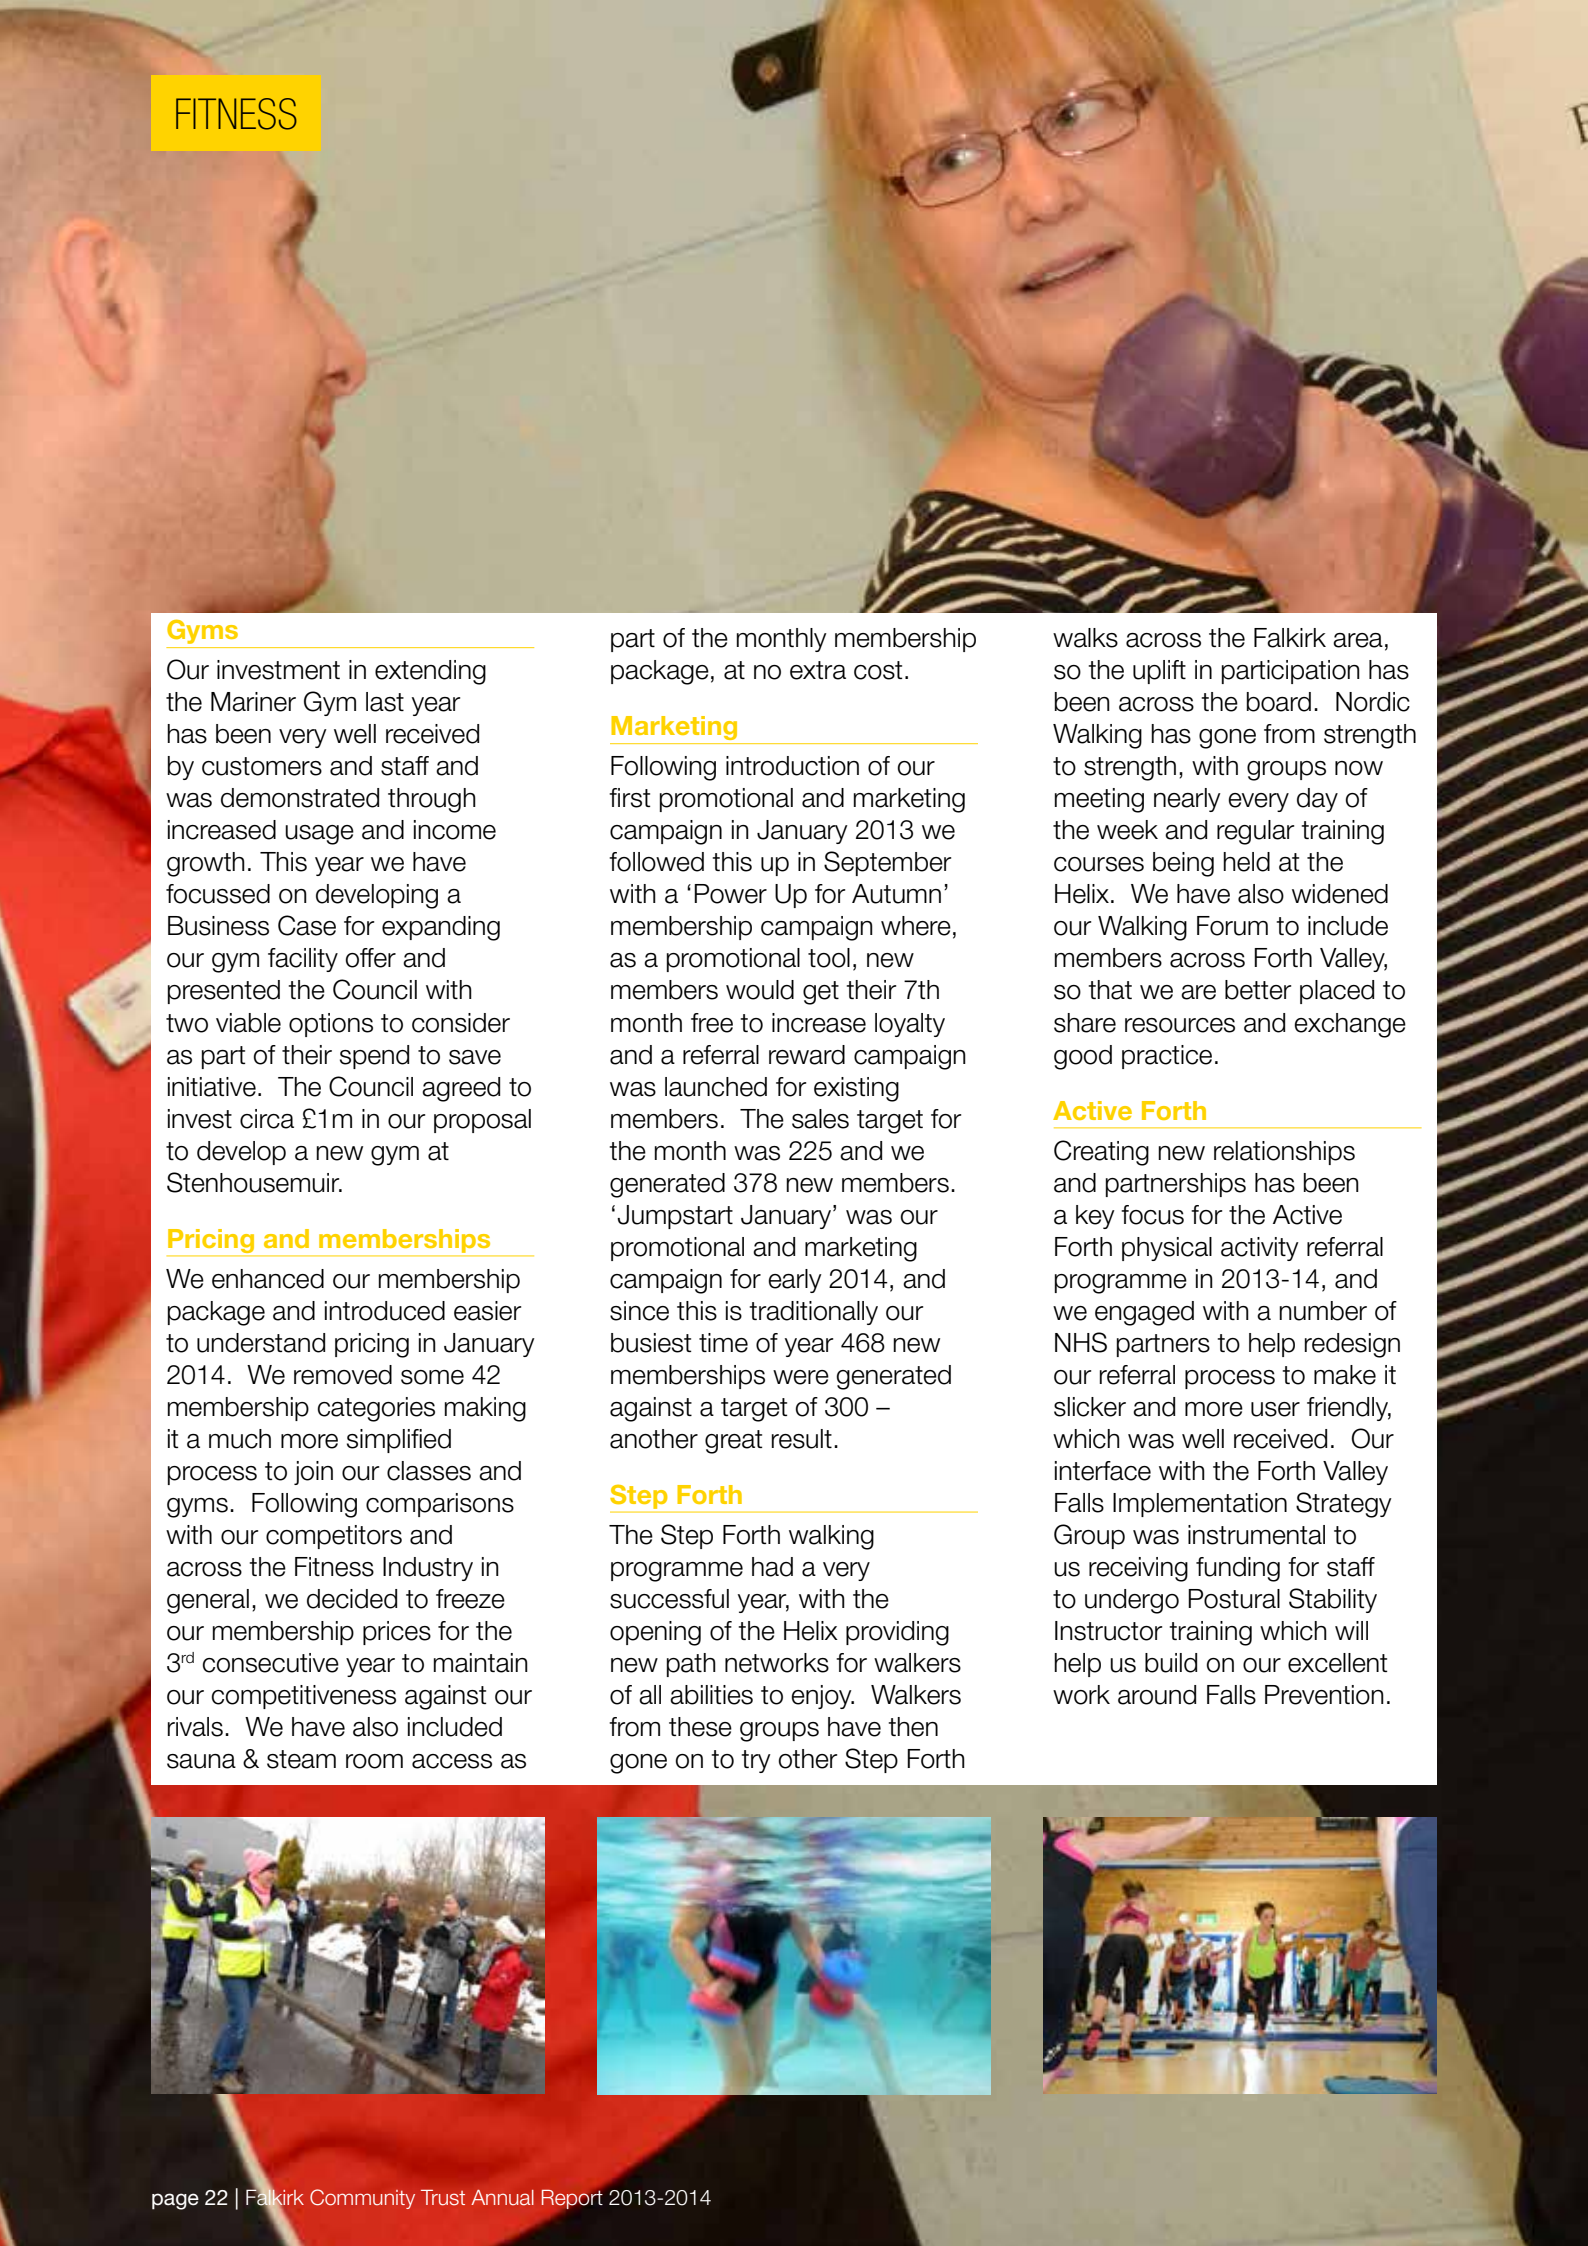 FITNESS
Gyms
Our investment in extending
the Mariner Gym last year
has been very well received
by customers and staff and
was demonstrated through
increased usage and income
growth. This year we have
focussed on developing a
Business Case for expanding
our gym facility offer and
presented the Council with
two viable options to consider
as part of their spend to save
initiative.  The Council agreed to
invest circa £1m in our proposal
to develop a new gym at
Stenhousemuir.
Pricing and memberships
We enhanced our membership
package and introduced easier
to understand pricing in January
2014.  We removed some 42
membership categories making
it a much more simplified
process to join our classes and
gyms.  Following comparisons
with our competitors and
across the Fitness Industry in
general, we decided to freeze
our membership prices for the
3rd consecutive year to maintain
our competitiveness against our
rivals.  We have also included
sauna & steam room access as
part of the monthly membership
package, at no extra cost.
Marketing
Following introduction of our
first promotional and marketing
campaign in January 2013 we
followed this up in September
with a ‘Power Up for Autumn’
membership campaign where,
as a promotional tool, new
members would get their 7th
month free to increase loyalty
and a referral reward campaign
was launched for existing
members.  The sales target for
the month was 225 and we
generated 378 new members.
‘Jumpstart January’ was our
promotional and marketing
campaign for early 2014, and
since this is traditionally our
busiest time of year 468 new
memberships were generated
against a target of 300 –
another great result.
Step Forth
The Step Forth walking
programme had a very
successful year, with the
opening of the Helix providing
new path networks for walkers
of all abilities to enjoy.  Walkers
from these groups have then
gone on to try other Step Forth
walks across the Falkirk area,
so the uplift in participation has
been across the board.  Nordic
Walking has gone from strength
to strength, with groups now
meeting nearly every day of
the week and regular training
courses being held at the
Helix.  We have also widened
our Walking Forum to include
members across Forth Valley,
so that we are better placed to
share resources and exchange
good practice.
Active Forth
Creating new relationships
and partnerships has been
a key focus for the Active
Forth physical activity referral
programme in 2013-14, and
we engaged with a number of
NHS partners to help redesign
our referral process to make it
slicker and more user friendly,
which was well received.  Our
interface with the Forth Valley
Falls Implementation Strategy
Group was instrumental to
us receiving funding for staff
to undergo Postural Stability
Instructor training which will
help us build on our excellent
work around Falls Prevention.
page 22 | Falkirk Community Trust Annual Report 2013-2014